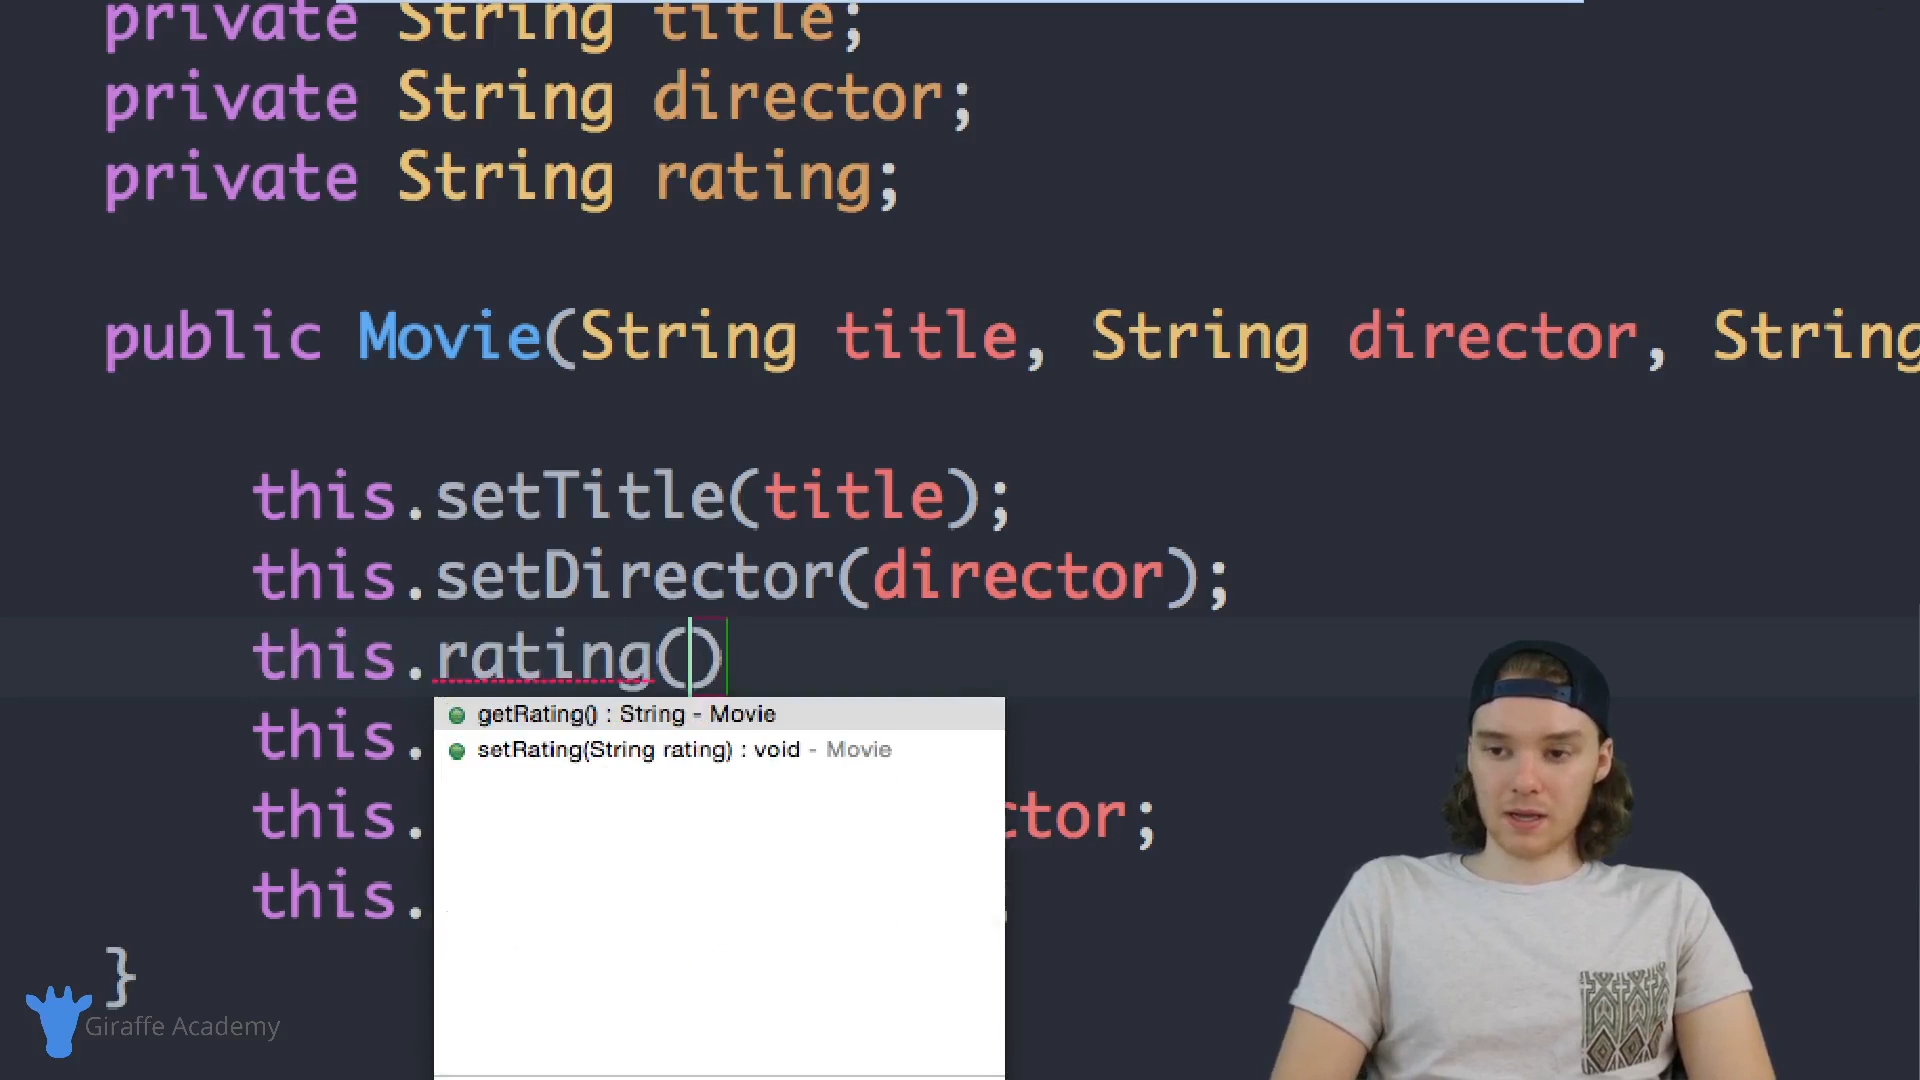 private String title;
private String director;
private String rating;
public Movie(String title, String director, String
this.setTitle(title);
this.setDirector(director);
this.rating()
getRating() : String - Movie
setRating(String rating) : void - Movie
this.
this. ctor;
this.
}
Giraffe Academy